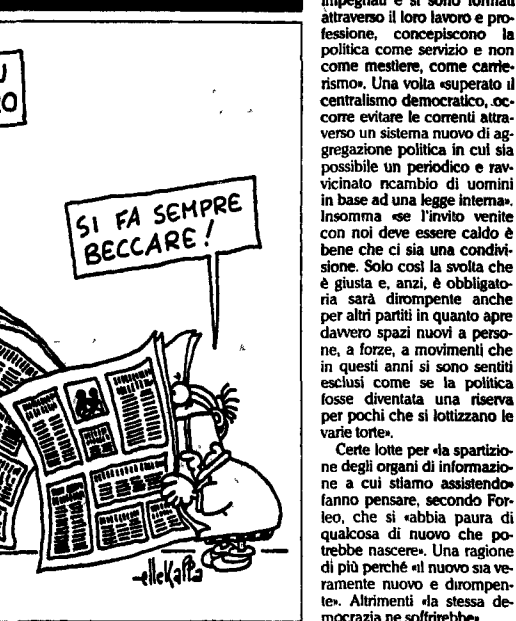 U
O
SI FA SEMPRE
BECCARE!
ellekappa
impegnati e si sono formati
attraverso il loro lavoro e pro-
fessione, concepiscono la
politica come servizio e non
come mestiere, come carrie-
rismo». Una volta «superato il
centralismo democratico, oc-
corre evitare le correnti attra-
verso un sistema nuovo di ag-
gregazione politica in cui sia
possibile un periodico e rav-
vicinato ricambio di uomini
in base ad una legge interna».
Insomma «se l'invito venite
con noi deve essere caldo è
bene che ci sia una condivi-
sione. Solo così la svolta che
è giusta e, anzi, è obbligato-
ria sarà dirompente anche
per altri partiti in quanto apre
davvero spazi nuovi a perso-
ne, a forze, a movimenti che
in questi anni si sono sentiti
esclusi come se la politica
fosse diventata una riserva
per pochi che si lottizzano le
varie torte».
Certe lotte per «la spartizio-
ne degli organi di informazio-
ne a cui stiamo assistendo»
fanno pensare, secondo For-
leo, che si «abbia paura di
qualcosa di nuovo che po-
trebbe nascere». Una ragione
di più perché «il nuovo sia ve-
ramente nuovo e dirompen-
te». Altrimenti «la stessa de-
mocrazia ne soffrirebbe»